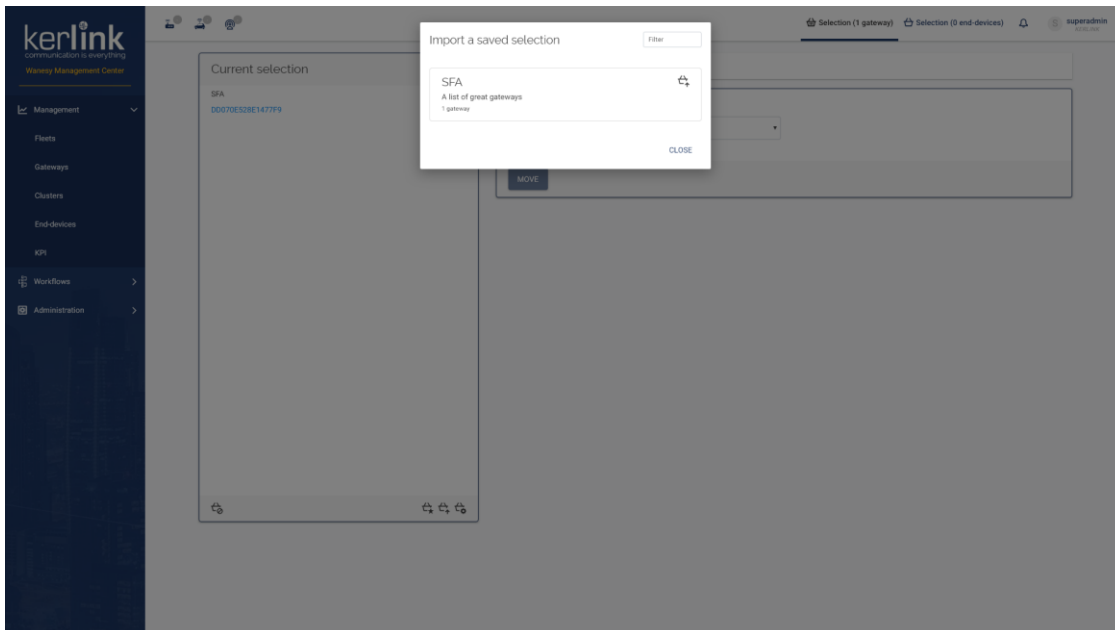 kerlink
communication is everything
Wanesy Management Center
Management
Fleets
Gateways
Clusters
End-devices
KPI
Workflows
Administration
Selection (1 gateway)
Selection (0 end-devices)
S
superadmin
KERLINK
Current selection
SFA
DD070E528E1477F9
Import a saved selection
Filter
SFA
A list of great gateways
1 gateway
CLOSE
MOVE